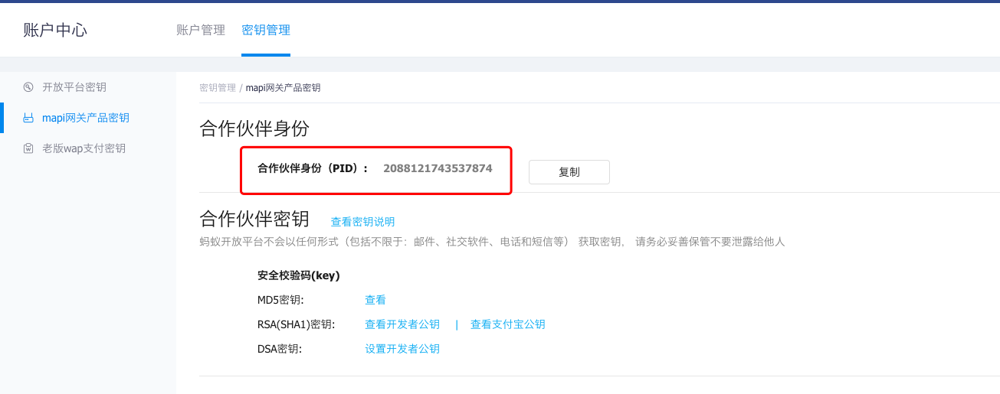 账户中心 账户管理 密钥管理
开放平台密钥
mapi网关产品密钥
老版wap支付密钥
密钥管理 / mapi网关产品密钥
合作伙伴身份
合作伙伴身份（PID）: 2088121743537874 复制
合作伙伴密钥 查看密钥说明
蚂蚁开放平台不会以任何形式（包括不限于：邮件、社交软件、电话和短信等） 获取密钥， 请务必妥善保管不要泄露给他人
安全校验码(key)
MD5密钥: 查看
RSA(SHA1)密钥: 查看开发者公钥 | 查看支付宝公钥
DSA密钥: 设置开发者公钥